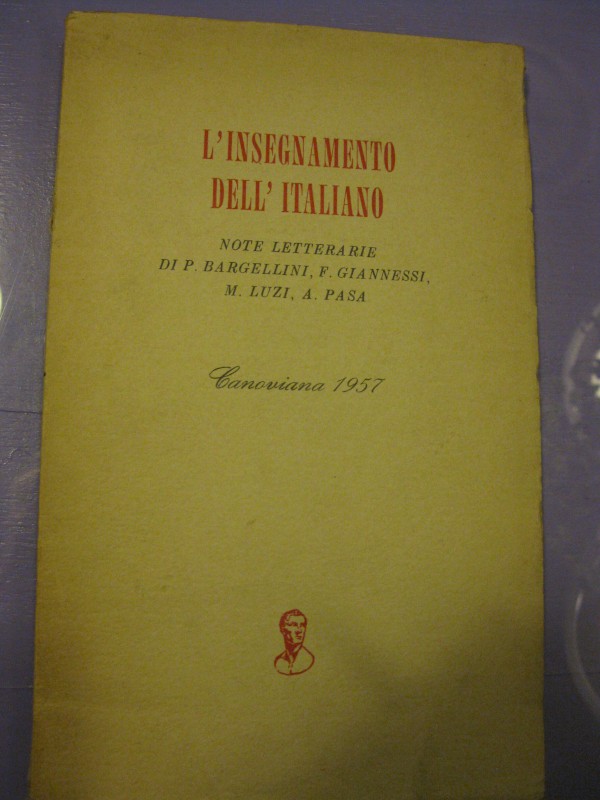 L'INSEGNAMENTO
DELL' ITALIANO
NOTE LETTERARIE
DI P. BARGELLINI, F. GIANNESSI,
M. LUZI, A. PASA
Canoviana 1957